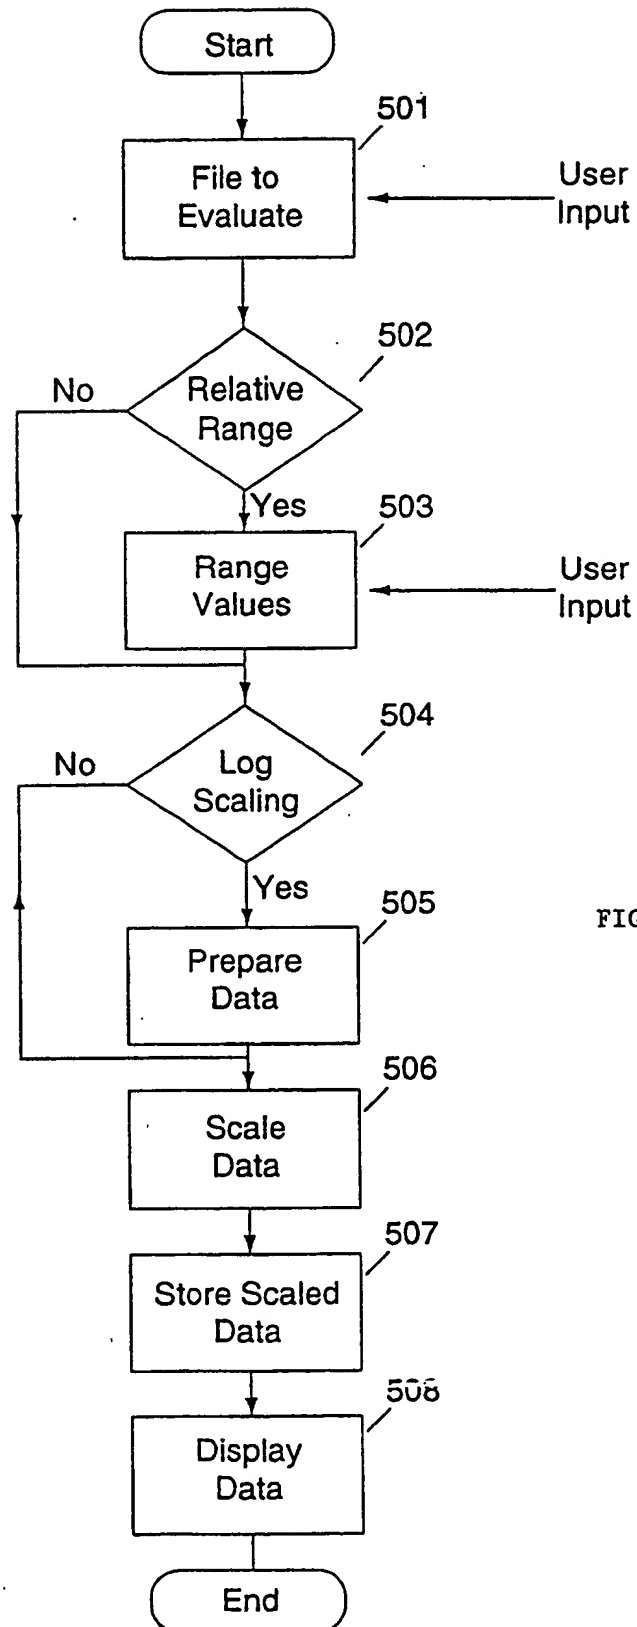 Start
501
File to
Evaluate
User
Input
502
No
Relative
Range
Yes
503
Range
Values
User
Input
504
No
Log
Scaling
Yes
505
FIG
Prepare
Data
506
Scale
Data
507
Store Scaled
Data
508
Display
Data
End